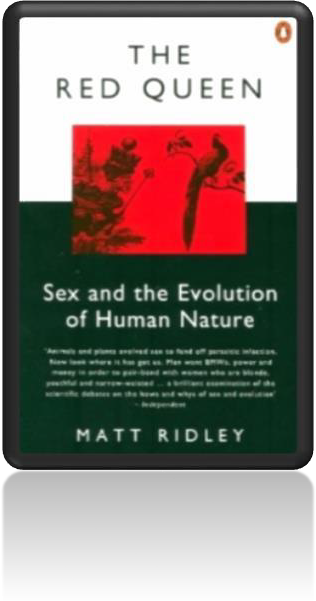 THE
RED QUEEN
Sex and the Evolution
of Human Nature
'Animals and plants evolved sex to fend off parasitic infection.
Now look where it has got us. Men want BMWs, power and
money in order to pair-bond with women who are blonde,
youthful and narrow-waisted ... a brilliant examination of the
scientific debates on the hows and whys of sex and evolution'
– Independent
MATT RIDLEY